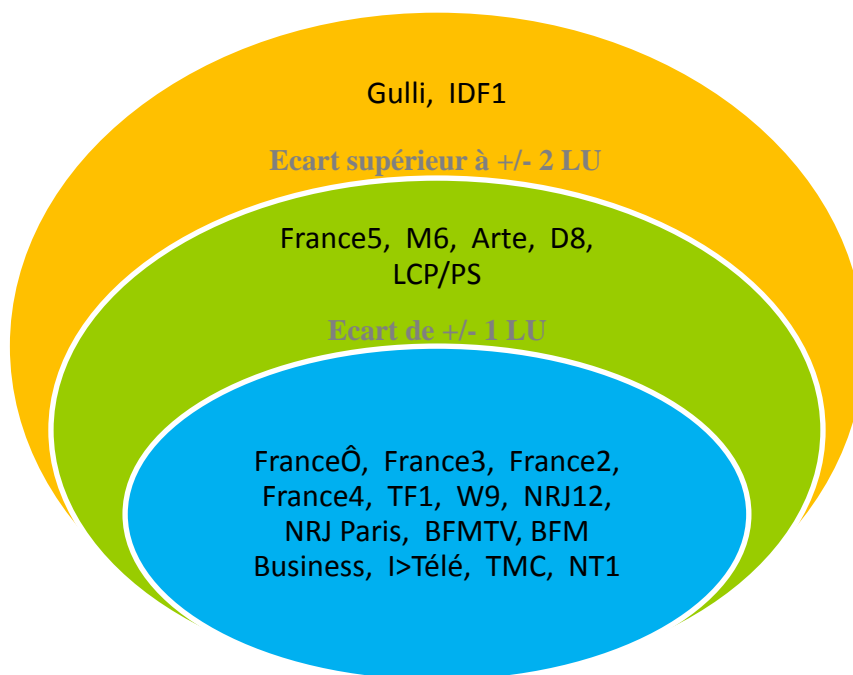 Gulli, IDF1
Ecart supérieur à +/- 2 LU
France5, M6, Arte, D8,
LCP/PS
Ecart de +/- 1 LU
FranceÔ, France3, France2,
France4, TF1, W9, NRJ12,
NRJ Paris, BFMTV, BFM
Business, I>Télé, TMC, NT1